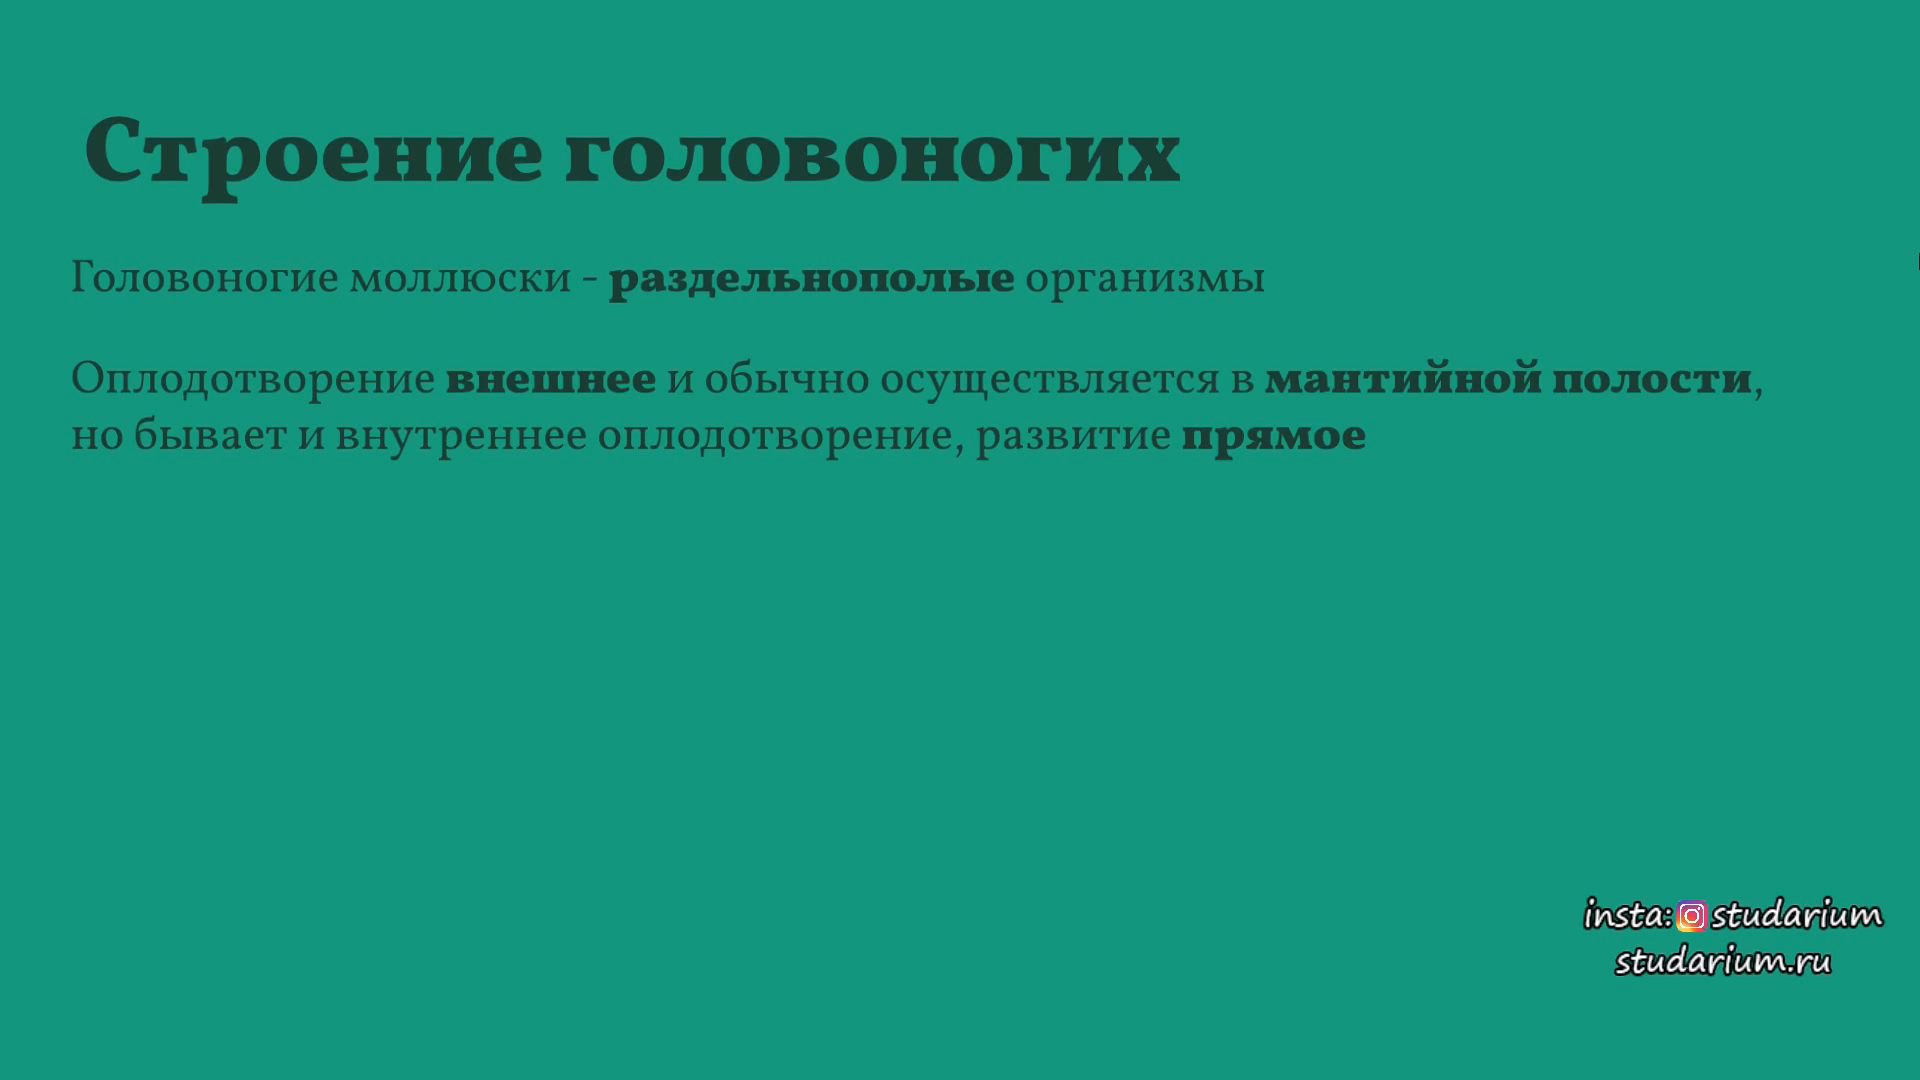 Строение головоногих
Головоногие моллюски - раздельнополые организмы
Оплодотворение внешнее и обычно осуществляется в мантийной полости,
но бывает и внутреннее оплодотворение, развитие прямое
insta: studarium
studarium.ru